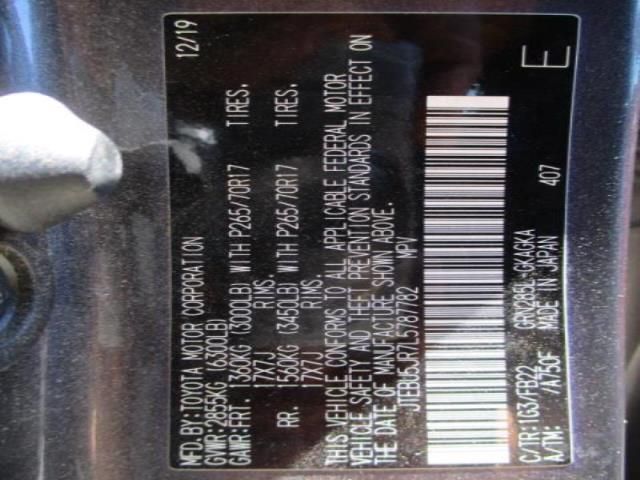 MFD.BY:TOYOTA MOTOR CORPORATION 12/19
GVWR:2855KG (6300LB)
GAWR:FRT. 1360KG (3000LB) WITH P265/70R17 TIRES.
17X7J RIMS.
RR. 1560KG (3450LB) WITH P265/70R17 TIRES.
17X7J RIMS.
THIS VEHICLE CONFORMS TO ALL APPLICABLE FEDERAL MOTOR
VEHICLE SAFETY AND THEFT PREVENTION STANDARDS IN EFFECT ON
THE DATE OF MANUFACTURE SHOWN ABOVE.
JTEBU5JR7L5787782 MPV
C/TR:1G3/FB22 GRN285L-GKAGKA
A/TM: /A750F MADE IN JAPAN 407
E